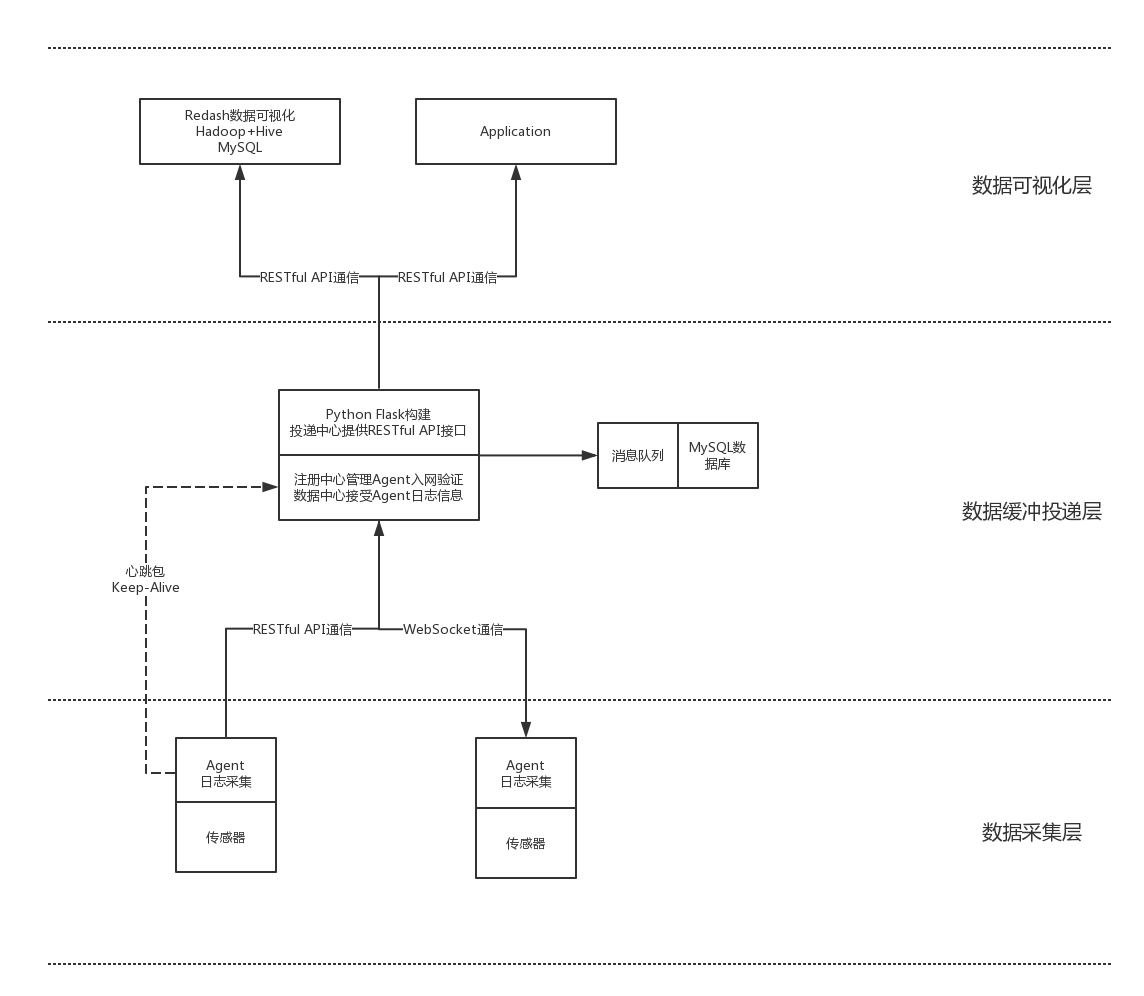 Redash数据可视化
Hadoop+Hive
MySQL
Application
数据可视化层
RESTful API通信
RESTful API通信
Python Flask构建
投递中心提供RESTful API接口
注册中心管理Agent入网验证
数据中心接受Agent日志信息
消息队列
MySQL数
据库
数据缓冲投递层
心跳包
Keep-Alive
RESTful API通信
WebSocket通信
Agent
日志采集
传感器
Agent
日志采集
传感器
数据采集层